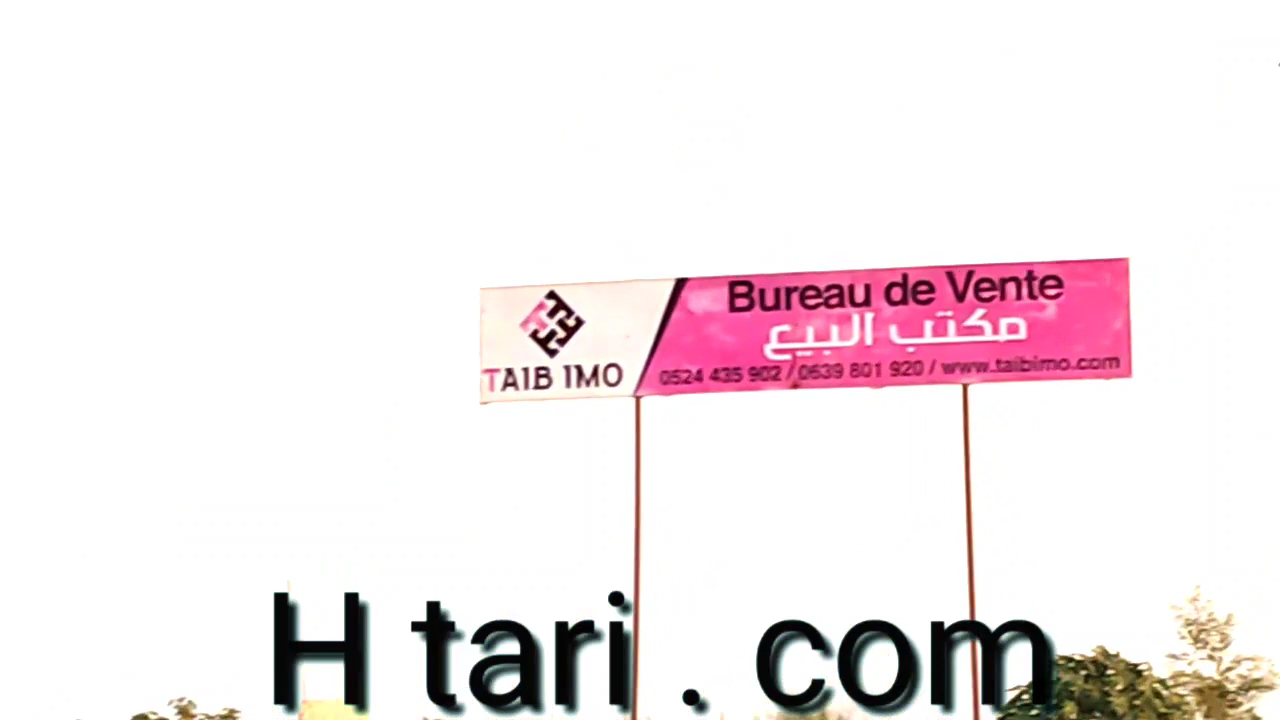 TAIB IMO
Bureau de Vente
مكتب البيع
0524 435 902 / 0639 801 920 / www.taibimo.com
H tari . com